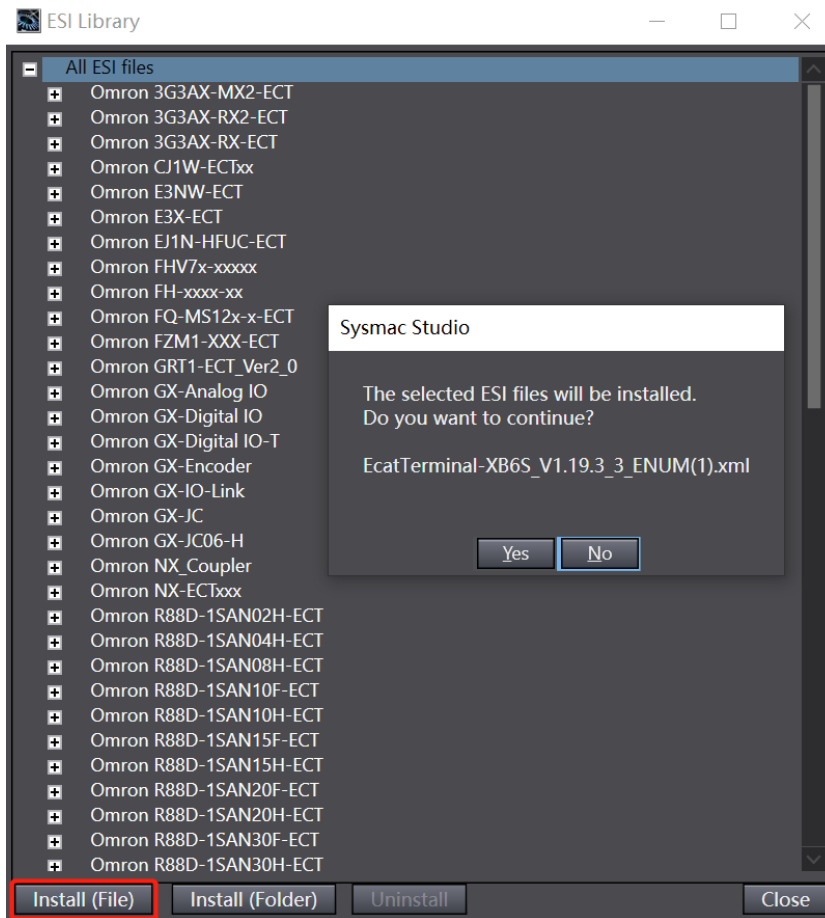 ESI Library
All ESI files
Omron 3G3AX-MX2-ECT
Omron 3G3AX-RX2-ECT
Omron 3G3AX-RX-ECT
Omron CJ1W-ECTxx
Omron E3NW-ECT
Omron E3X-ECT
Omron EJ1N-HFUC-ECT
Omron FHV7x-xxxxx
Omron FH-xxxx-xx
Omron FQ-MS12x-x-ECT
Omron FZM1-XXX-ECT
Omron GRT1-ECT_Ver2_0
Omron GX-Analog IO
Omron GX-Digital IO
Omron GX-Digital IO-T
Omron GX-Encoder
Omron GX-IO-Link
Omron GX-JC
Omron GX-JC06-H
Omron NX_Coupler
Omron NX-ECTxxx
Omron R88D-1SAN02H-ECT
Omron R88D-1SAN04H-ECT
Omron R88D-1SAN08H-ECT
Omron R88D-1SAN10F-ECT
Omron R88D-1SAN10H-ECT
Omron R88D-1SAN15F-ECT
Omron R88D-1SAN15H-ECT
Omron R88D-1SAN20F-ECT
Omron R88D-1SAN20H-ECT
Omron R88D-1SAN30F-ECT
Omron R88D-1SAN30H-ECT
Sysmac Studio
The selected ESI files will be installed.
Do you want to continue?
EcatTerminal-XB6S_V1.19.3_3_ENUM(1).xml
Yes No
Install (File) Install (Folder) Uninstall Close